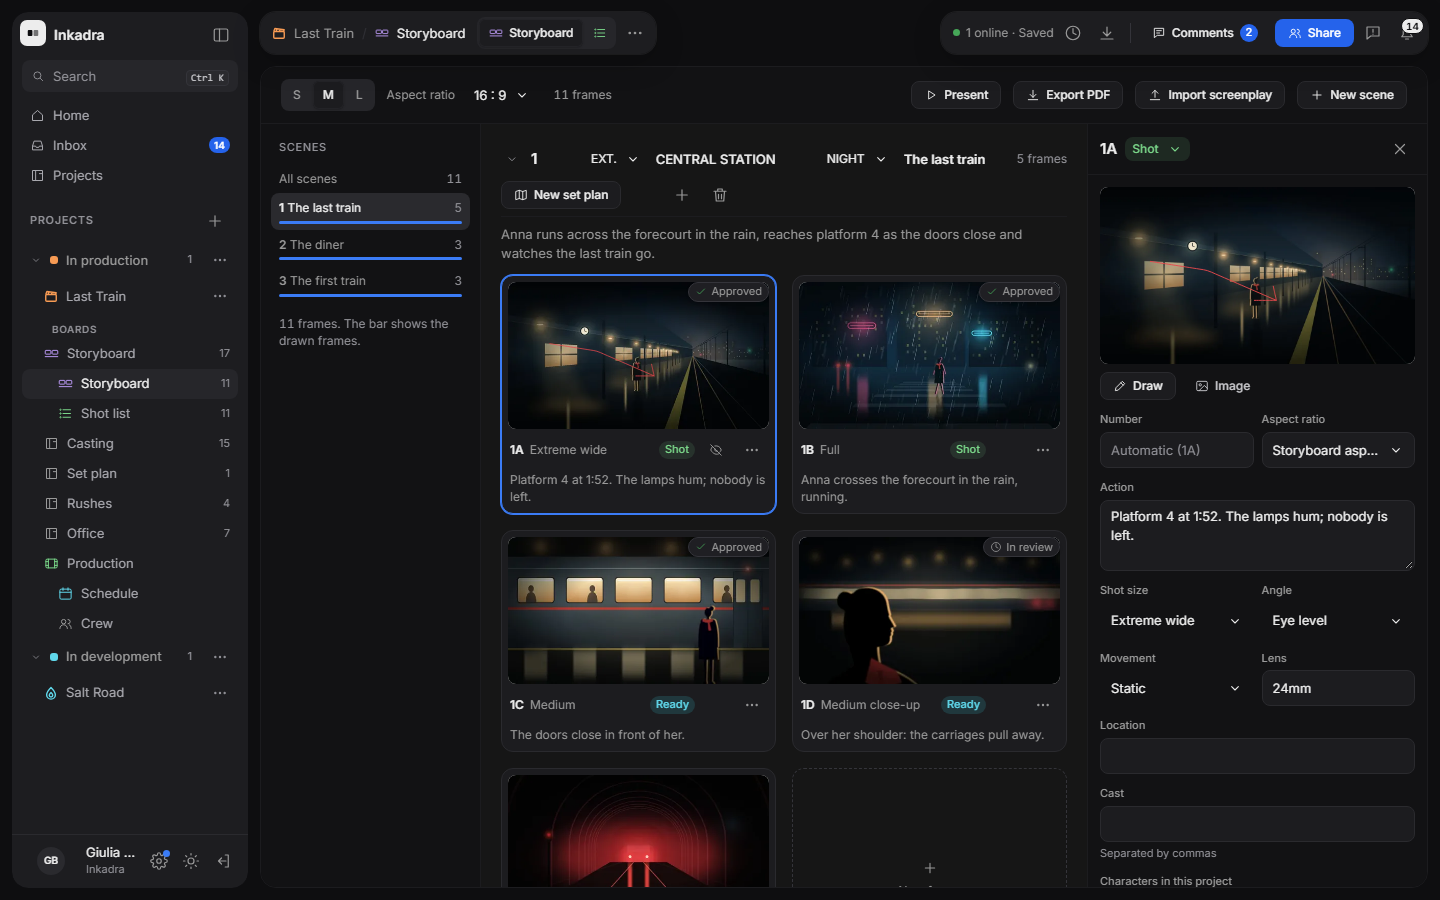 Inkadra
Search
Ctrl K
Home
Inbox
14
Projects
PROJECTS
In production
1
Last Train
BOARDS
Storyboard
17
Storyboard
11
Shot list
11
Casting
15
Set plan
1
Rushes
4
Office
7
Production
Schedule
Crew
In development
1
Salt Road
GB
Giulia ...
Inkadra
Last Train / Storyboard
Storyboard
1 online · Saved
Comments 2
Share
14
S M L
Aspect ratio
16 : 9
11 frames
Present
Export PDF
Import screenplay
New scene
SCENES
All scenes 11
1 The last train 5
2 The diner 3
3 The first train 3
11 frames. The bar shows the
drawn frames.
1
EXT.
CENTRAL STATION
NIGHT
The last train
5 frames
New set plan
Anna runs across the forecourt in the rain, reaches platform 4 as the doors close and
watches the last train go.
Approved
1A Extreme wide
Shot
Platform 4 at 1:52. The lamps hum; nobody is
left.
Approved
1B Full
Shot
Anna crosses the forecourt in the rain,
running.
Approved
1C Medium
Ready
The doors close in front of her.
In review
1D Medium close-up
Ready
Over her shoulder: the carriages pull away.
1A
Shot
Draw
Image
Number
Automatic (1A)
Aspect ratio
Storyboard asp...
Action
Platform 4 at 1:52. The lamps hum; nobody is
left.
Shot size
Extreme wide
Angle
Eye level
Movement
Static
Lens
24mm
Location
Cast
Separated by commas
Characters in this project